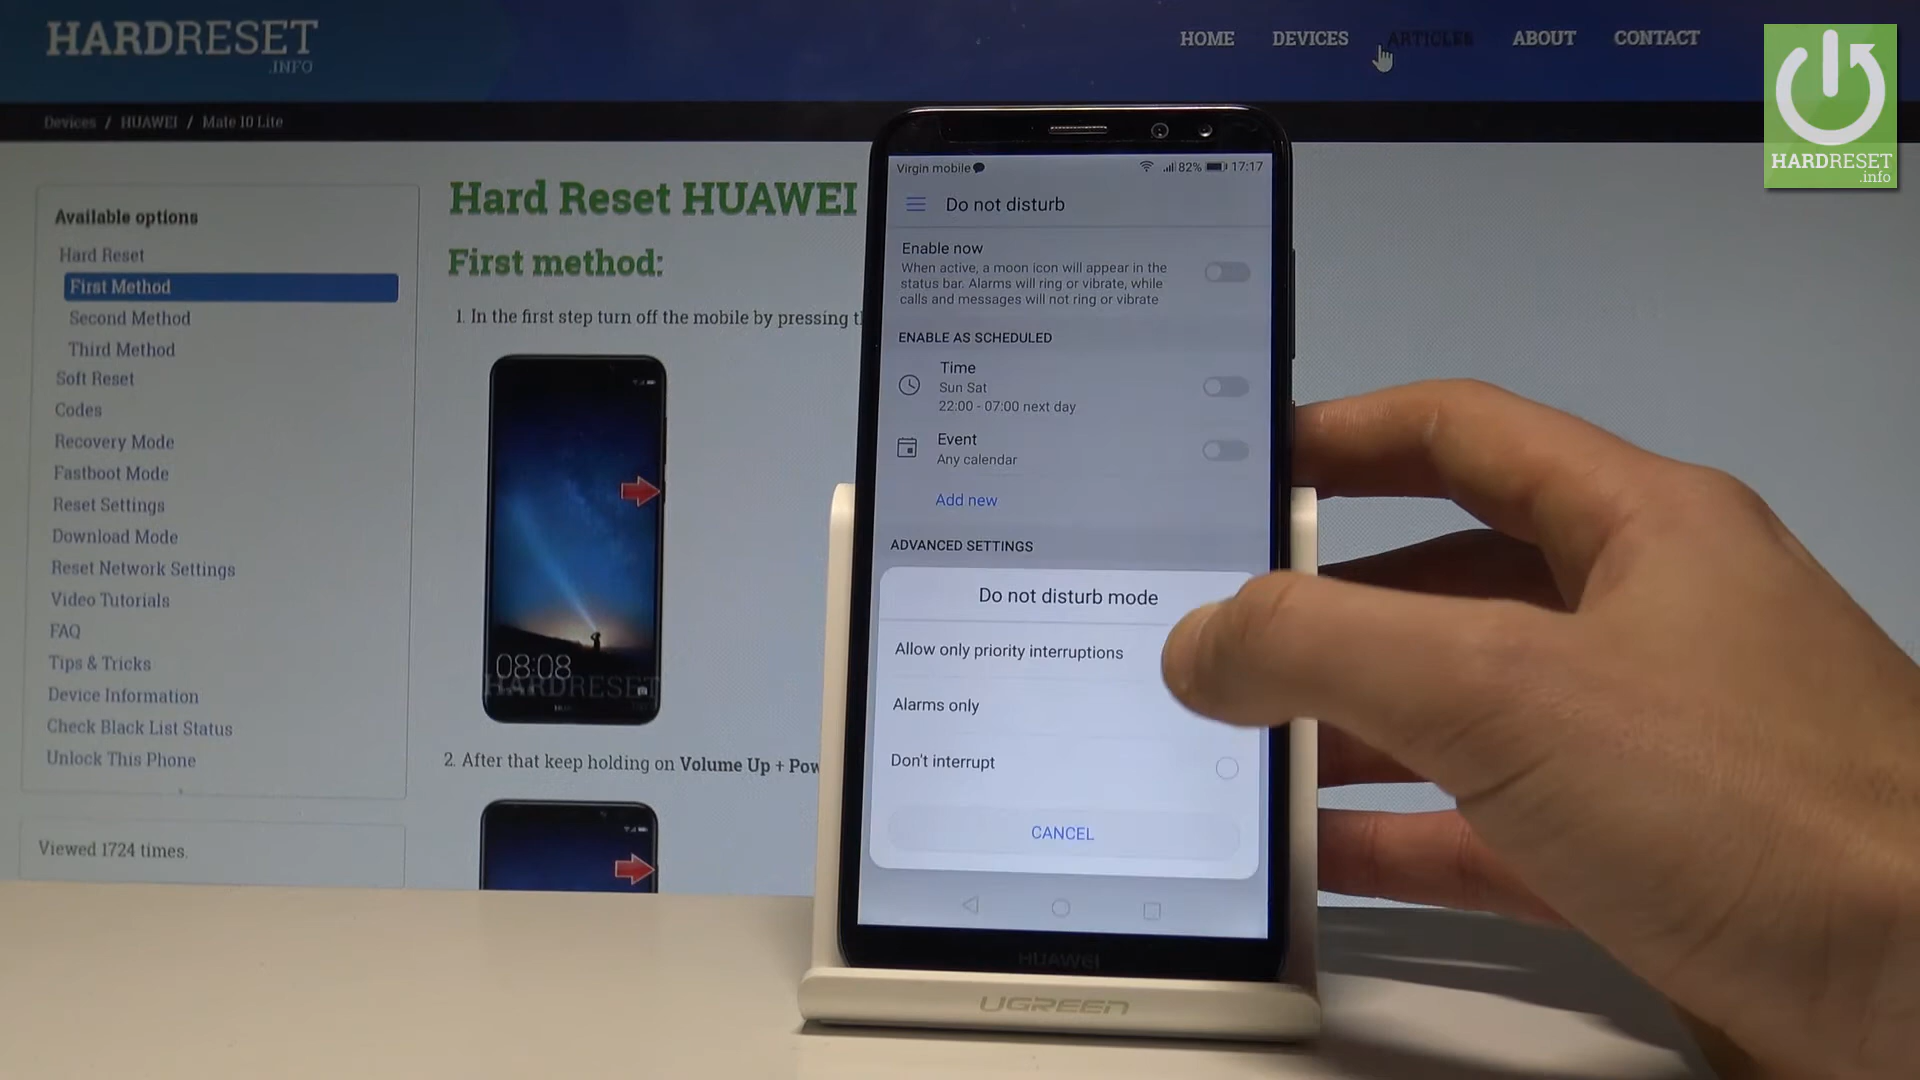 HARDRESET
.INFO
HOME DEVICES ARTICLES ABOUT CONTACT
HARDRESET
.info
Devices / HUAWEI / Mate 10 Lite
Available options
Hard Reset
First Method
Second Method
Third Method
Soft Reset
Codes
Recovery Mode
Fastboot Mode
Reset Settings
Download Mode
Reset Network Settings
Video Tutorials
FAQ
Tips & Tricks
Device Information
Check Black List Status
Unlock This Phone
Viewed 1724 times.
Hard Reset HUAWEI
First method:
1. In the first step turn off the mobile by pressing
08:08
HARDRESET
2. After that keep holding on Volume Up + Pow
Virgin mobile 82% 17:17
Do not disturb
Enable now
When active, a moon icon will appear in the
status bar. Alarms will ring or vibrate, while
calls and messages will not ring or vibrate
ENABLE AS SCHEDULED
Time
Sun Sat
22:00 - 07:00 next day
Event
Any calendar
Add new
ADVANCED SETTINGS
Do not disturb mode
Allow only priority interruptions
Alarms only
Don't interrupt
CANCEL
HUAWEI
UGREEN